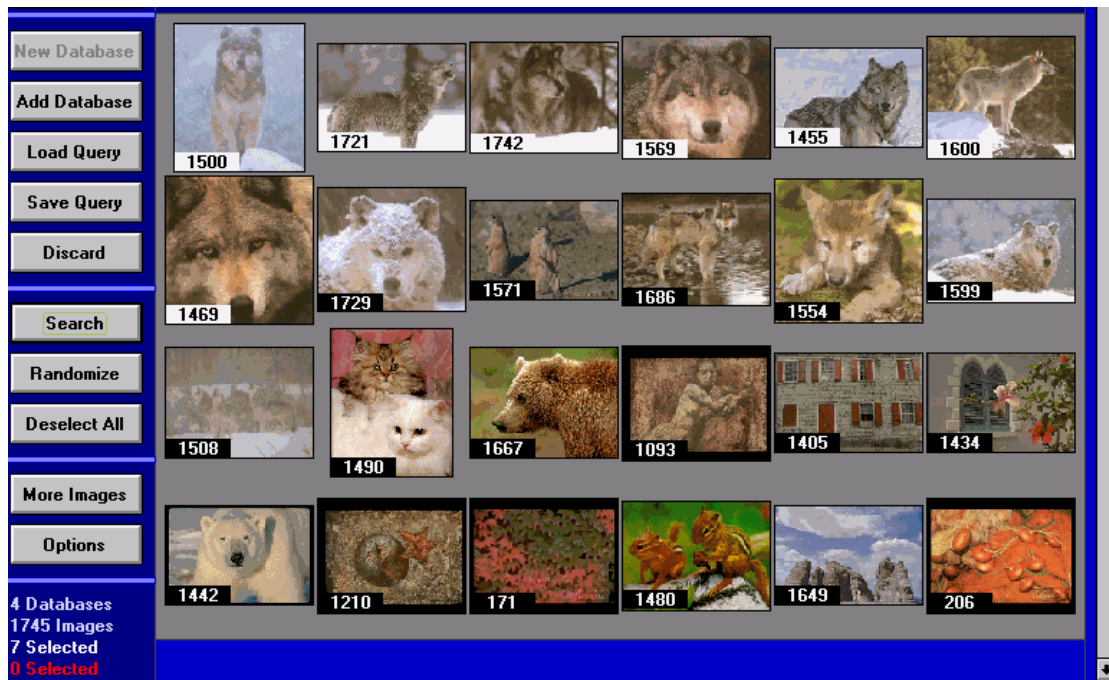 New Database
Add Database
Load Query
Save Query
Discard
Search
Randomize
Deselect All
More Images
Options
4 Databases
1745 Images
7 Selected
0 Selected
1500
1721
1742
1569
1455
1600
1469
1729
1571
1686
1554
1599
1508
1490
1667
1093
1405
1434
1442
1210
171
1480
1649
206